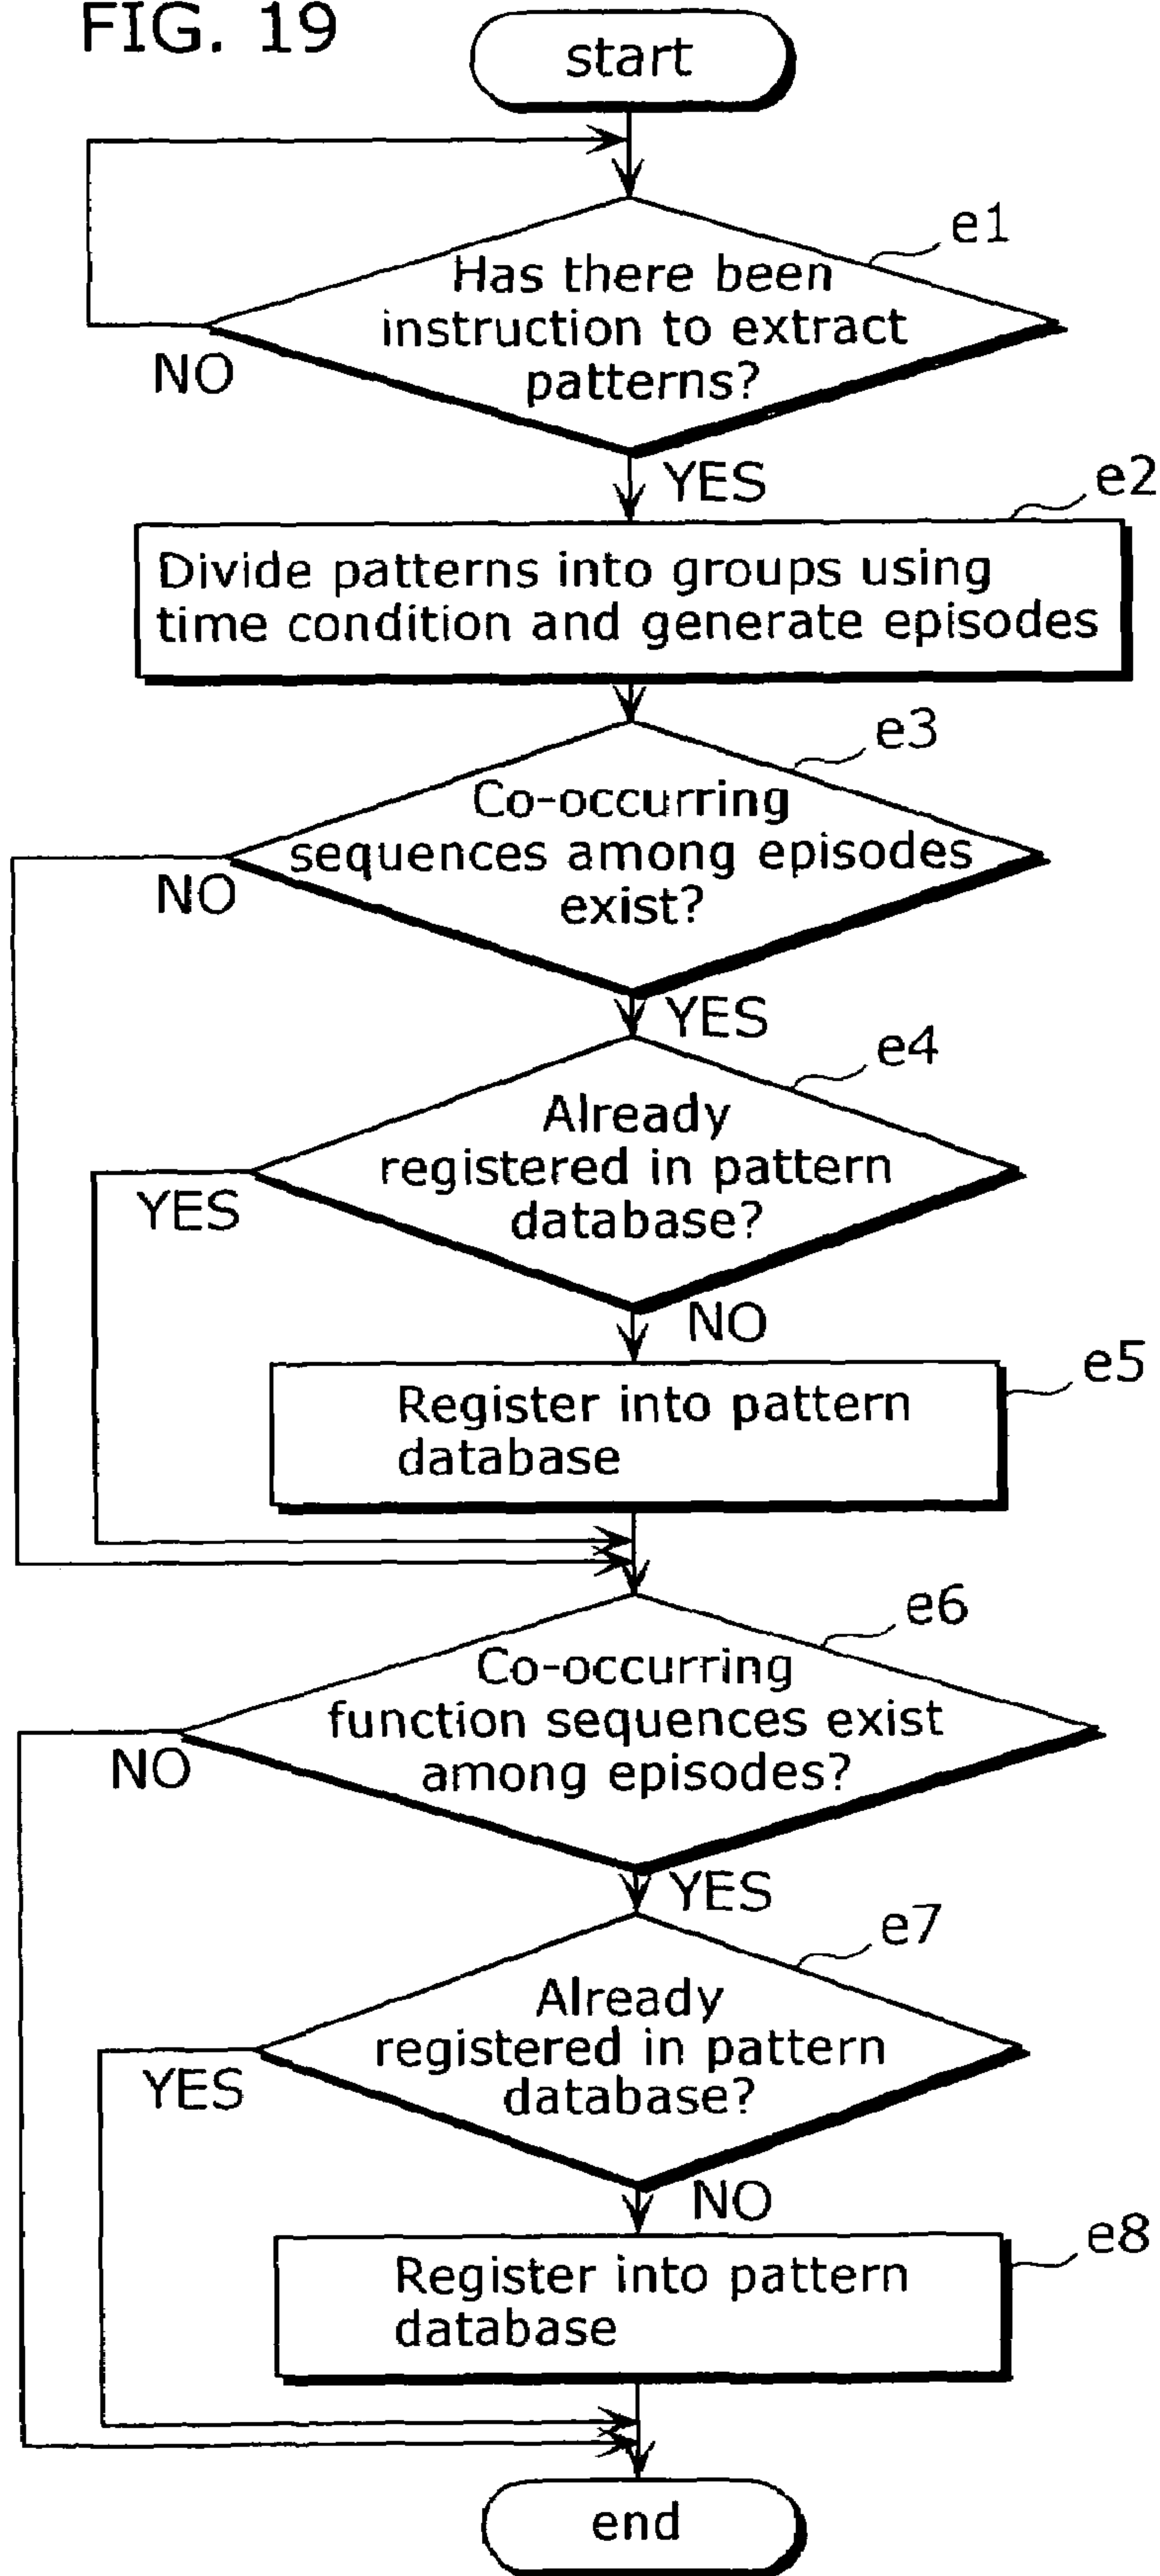 FIG. 19
start
e1
Has there been
instruction to extract
patterns?
NO
YES
e2
Divide patterns into groups using
time condition and generate episodes
e3
Co-occurring
sequences among episodes
exist?
NO
YES
e4
Already
registered in pattern
database?
YES
NO
e5
Register into pattern
database
e6
Co-occurring
function sequences exist
among episodes?
NO
YES
e7
Already
registered in pattern
database?
YES
NO
e8
Register into pattern
database
end